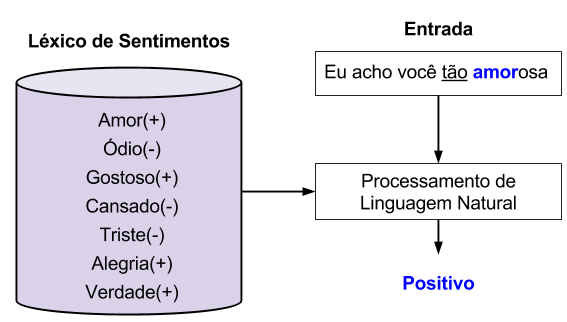 Léxico de Sentimentos
Amor(+)
Ódio(-)
Gostoso(+)
Cansado(-)
Triste(-)
Alegria(+)
Verdade(+)
Entrada
Eu acho você tão amorosa
Processamento de
Linguagem Natural
Positivo